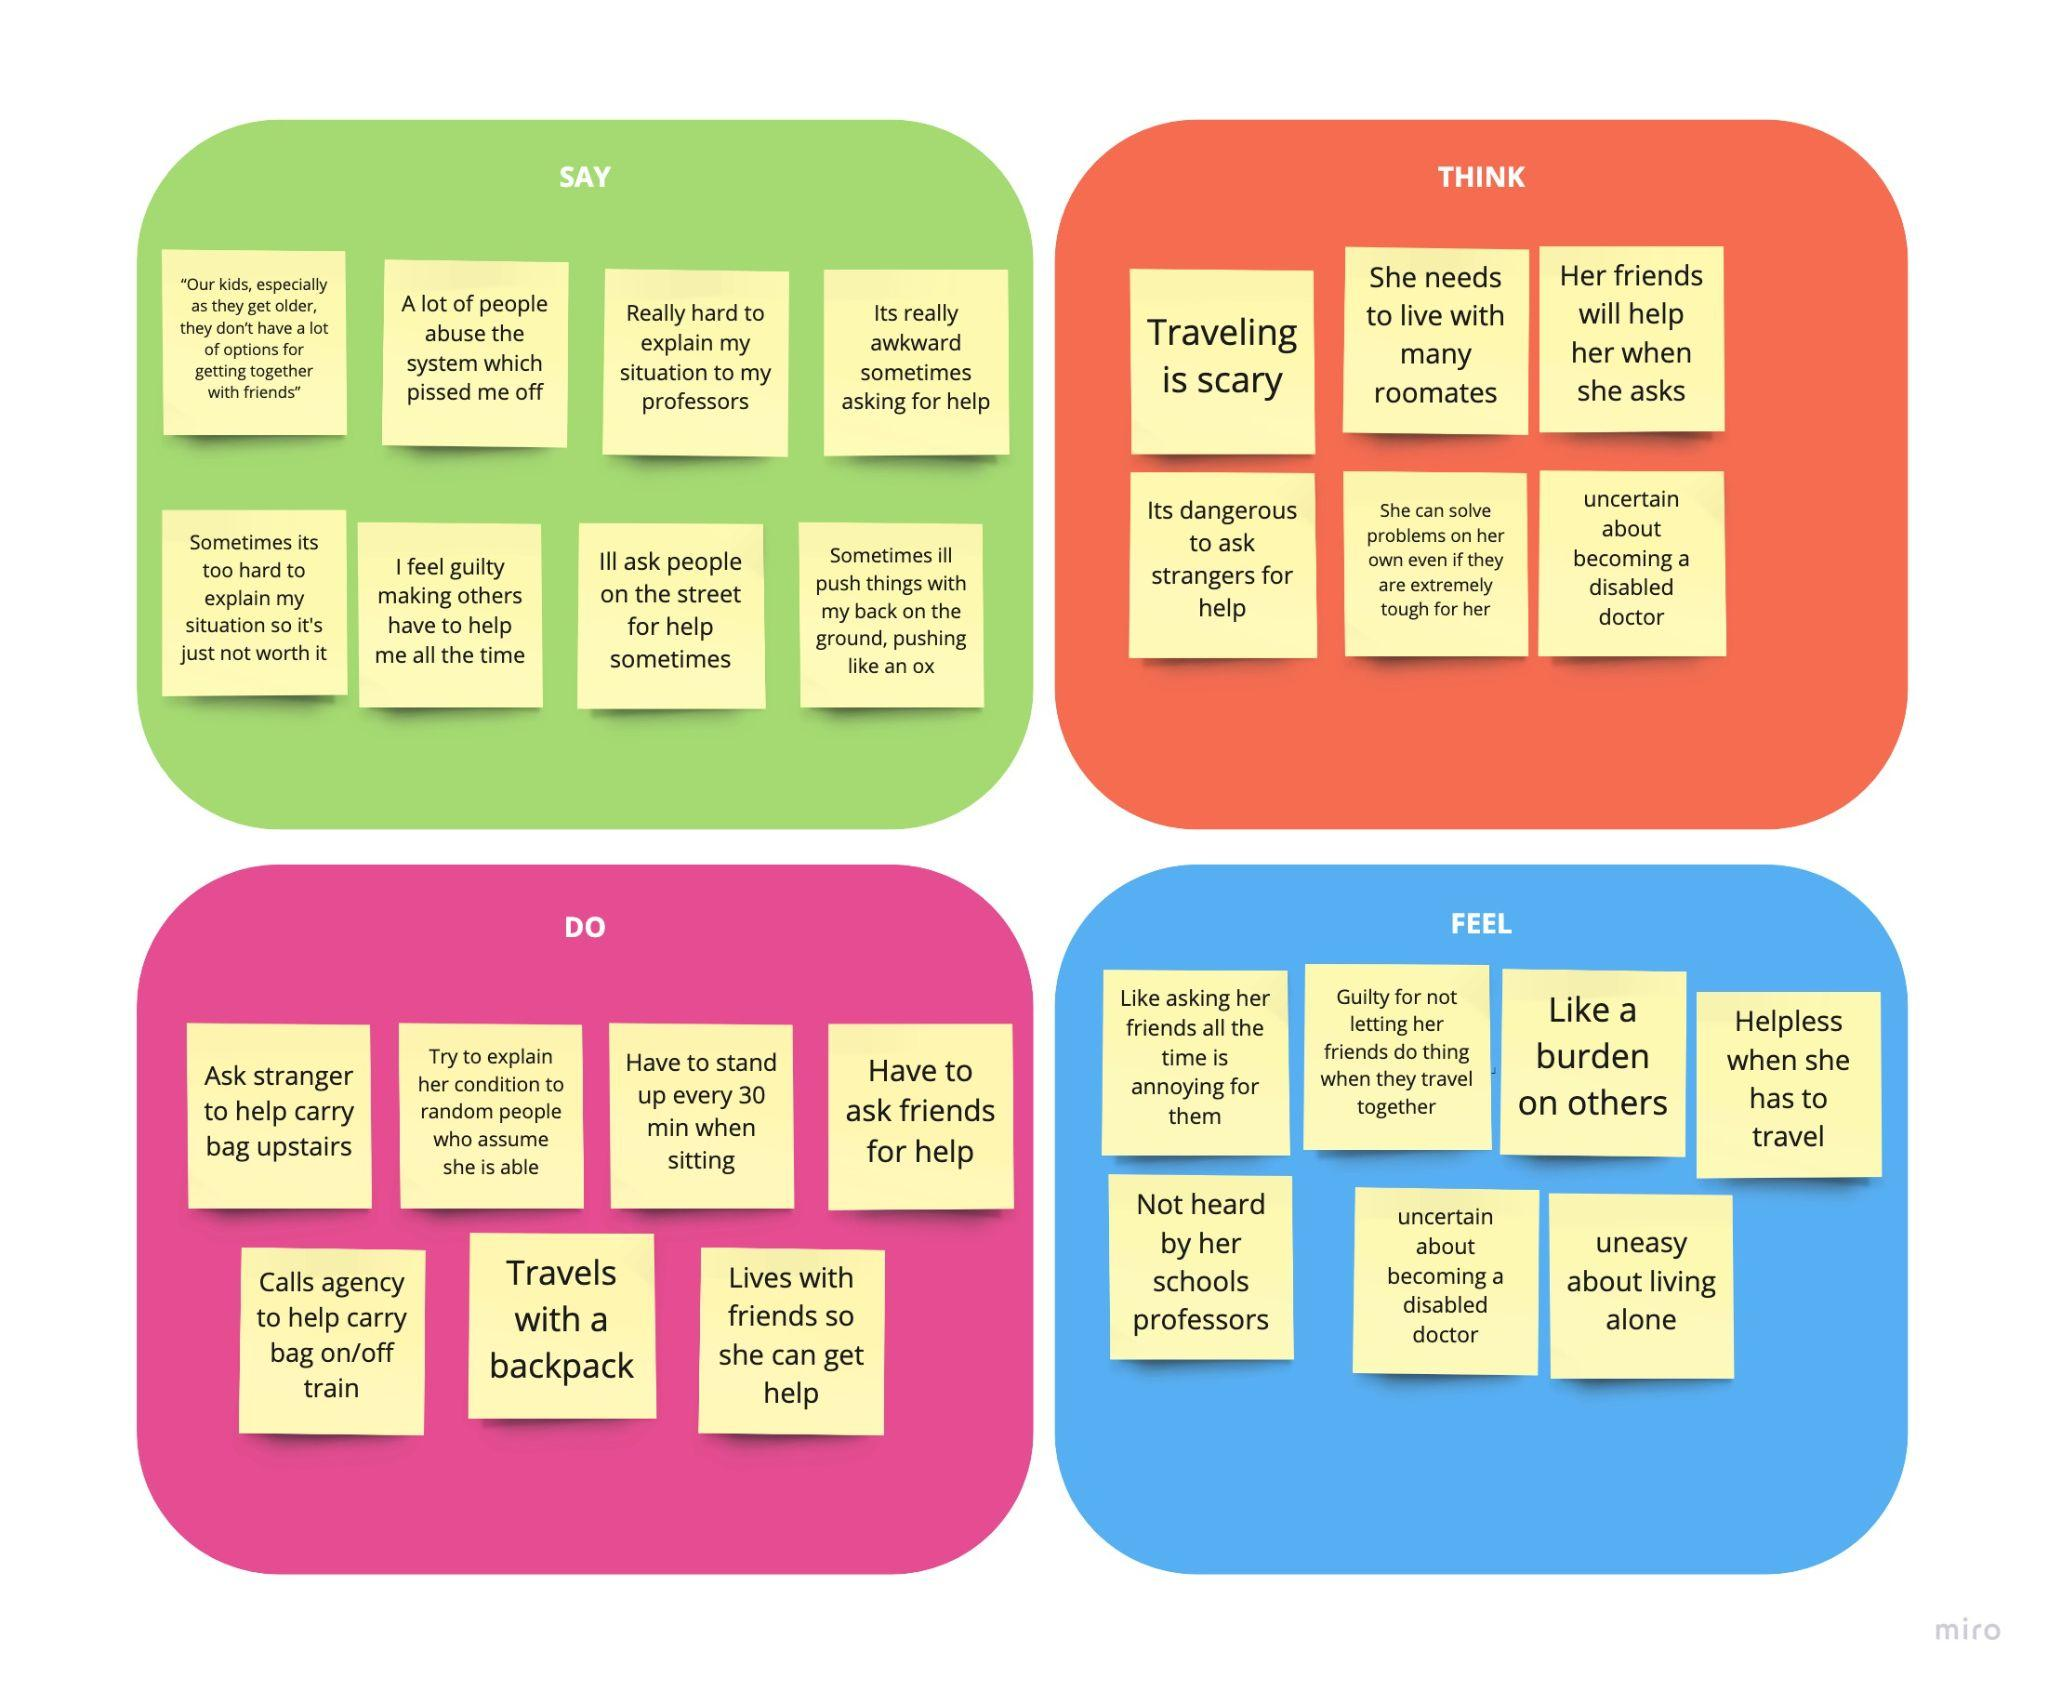 SAY
“Our kids, especially
as they get older,
they don’t have a lot
of options for
getting together
with friends”
A lot of people
abuse the
system which
pissed me off
Really hard to
explain my
situation to my
professors
Its really
awkward
sometimes
asking for help
Sometimes its
too hard to
explain my
situation so it's
just not worth it
I feel guilty
making others
have to help
me all the time
Ill ask people
on the street
for help
sometimes
Sometimes ill
push things with
my back on the
ground, pushing
like an ox
THINK
Traveling
is scary
She needs
to live with
many
roomates
Her friends
will help
her when
she asks
Its dangerous
to ask
strangers for
help
She can solve
problems on her
own even if they
are extremely
tough for her
uncertain
about
becoming a
disabled
doctor
DO
Ask stranger
to help carry
bag upstairs
Try to explain
her condition to
random people
who assume
she is able
Have to stand
up every 30
min when
sitting
Have to
ask friends
for help
Calls agency
to help carry
bag on/off
train
Travels
with a
backpack
Lives with
friends so
she can get
help
FEEL
Like asking her
friends all the
time is
annoying for
them
Guilty for not
letting her
friends do thing
when they travel
together
Like a
burden
on others
Helpless
when she
has to
travel
Not heard
by her
schools
professors
uncertain
about
becoming a
disabled
doctor
uneasy
about living
alone
miro